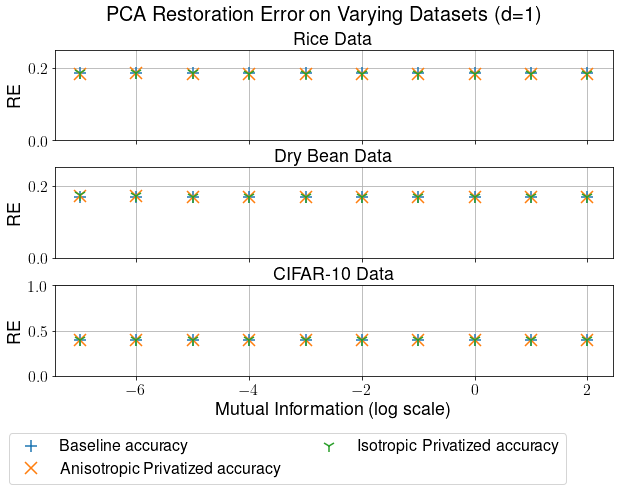 PCA Restoration Error on Varying Datasets (d=1)
Rice Data
0.2
RE
0.0
Dry Bean Data
0.2
RE
0.0
CIFAR-10 Data
1.0
RE
0.5
0.0
−6 −4 −2 0 2
Mutual Information (log scale)
Baseline accuracy
Anisotropic Privatized accuracy
Isotropic Privatized accuracy